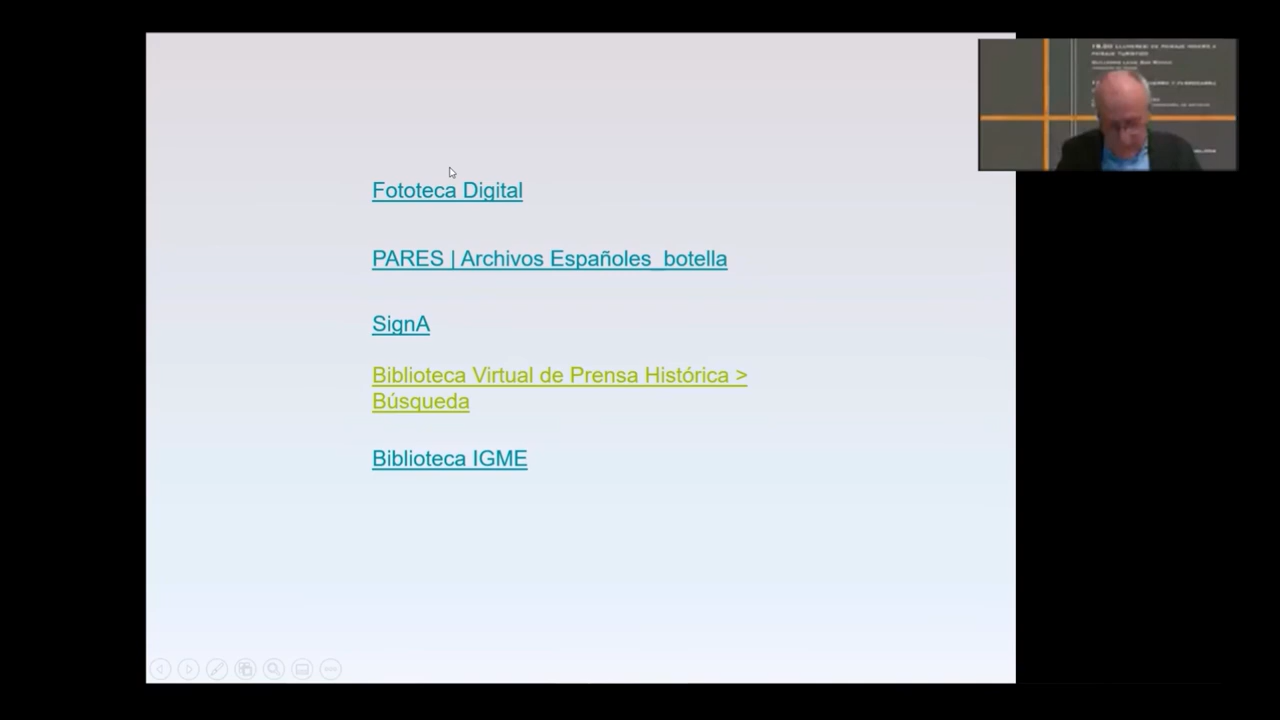 Fototeca Digital
PARES | Archivos Españoles_botella
SignA
Biblioteca Virtual de Prensa Histórica >
Búsqueda
Biblioteca IGME